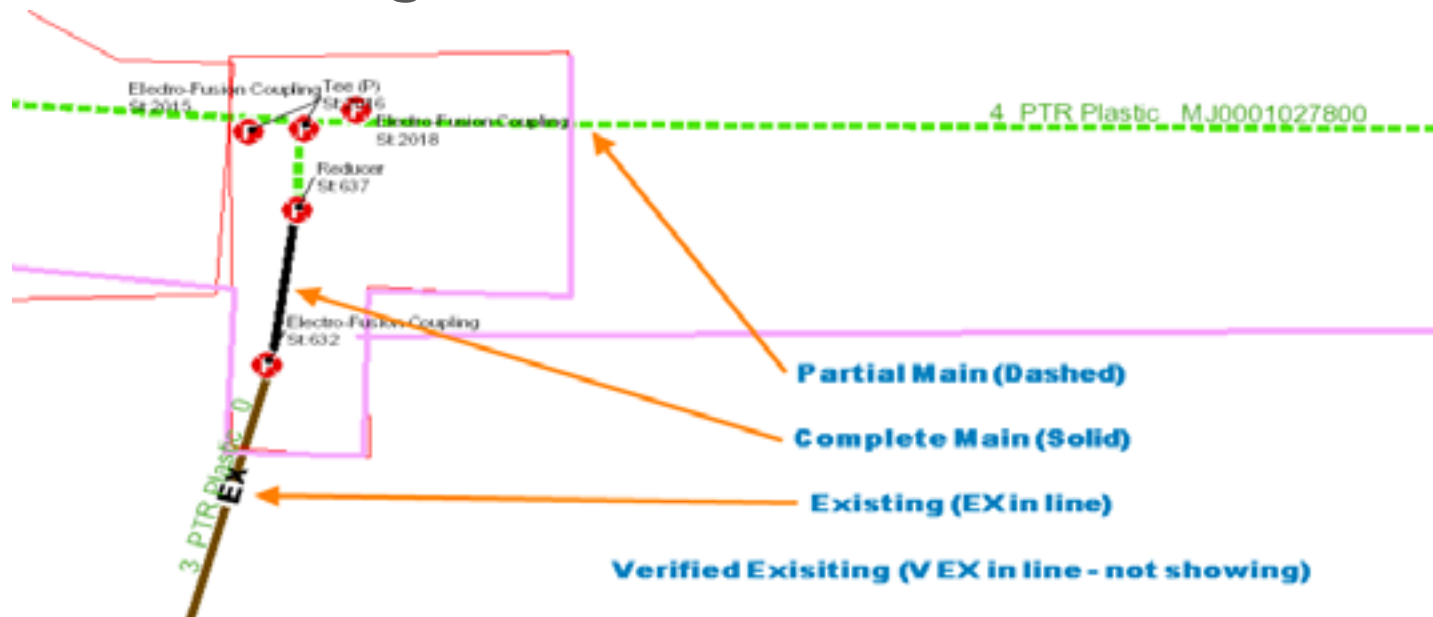 Electro-Fusion Coupling
St:2015
Tee (P)
Electro-Fusion Coupling
St:2018
4 PTR Plastic MJ0001027800
Reducer
St:637
Electro-Fusion Coupling
St:632
Partial Main (Dashed)
Complete Main (Solid)
3 PTR Plastic 0
EX
Existing (EX in line)
Verified Exisiting (VEX in line - not showing)